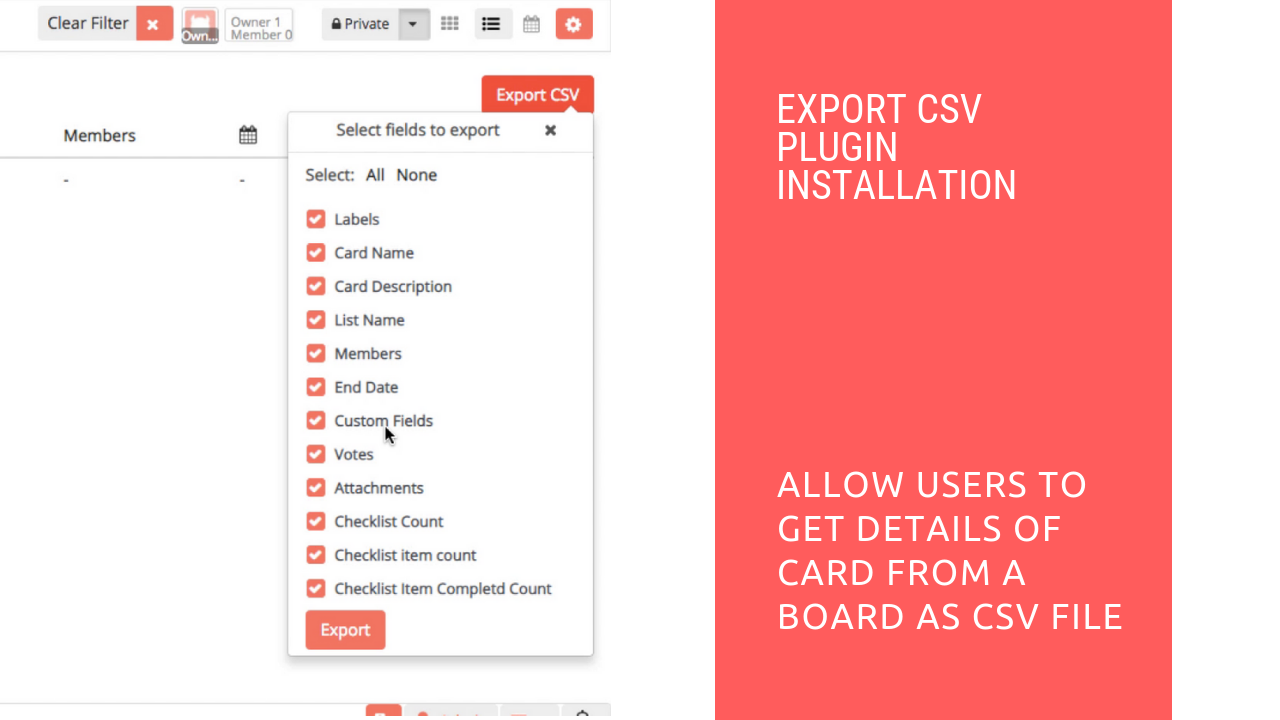 Clear Filter
Own...
Owner 1
Member 0
Private
Export CSV
Members
Select fields to export
-
-
Select: All None
Labels
Card Name
Card Description
List Name
Members
End Date
Custom Fields
Votes
Attachments
Checklist Count
Checklist item count
Checklist Item Completd Count
Export
EXPORT CSV
PLUGIN
INSTALLATION
ALLOW USERS TO
GET DETAILS OF
CARD FROM A
BOARD AS CSV FILE